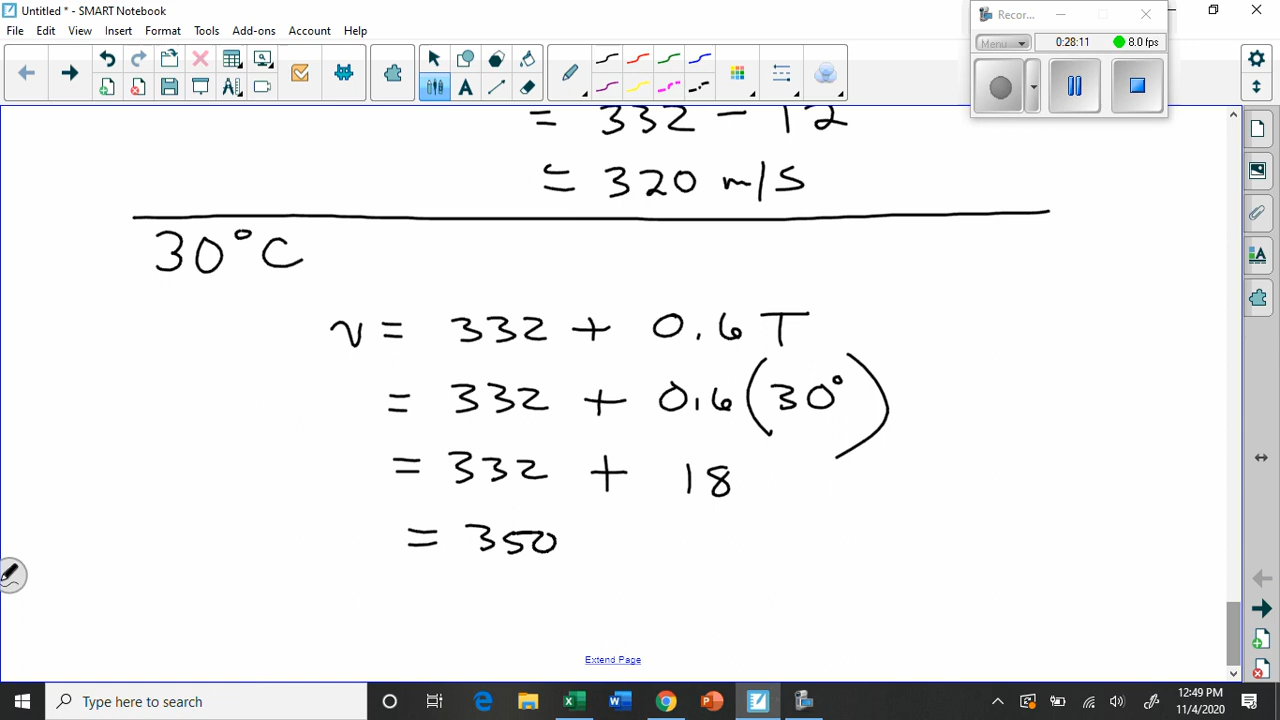 Untitled * - SMART Notebook
Recor...
File Edit View Insert Format Tools Add-ons Account Help
Menu
0:28:11
8.0 fps
= 332 - 12
= 320 m/s
30°C
v = 332 + 0.6 T
= 332 + 0.6 (30°)
= 332 + 18
= 350
Extend Page
Type here to search
12:49 PM
11/4/2020